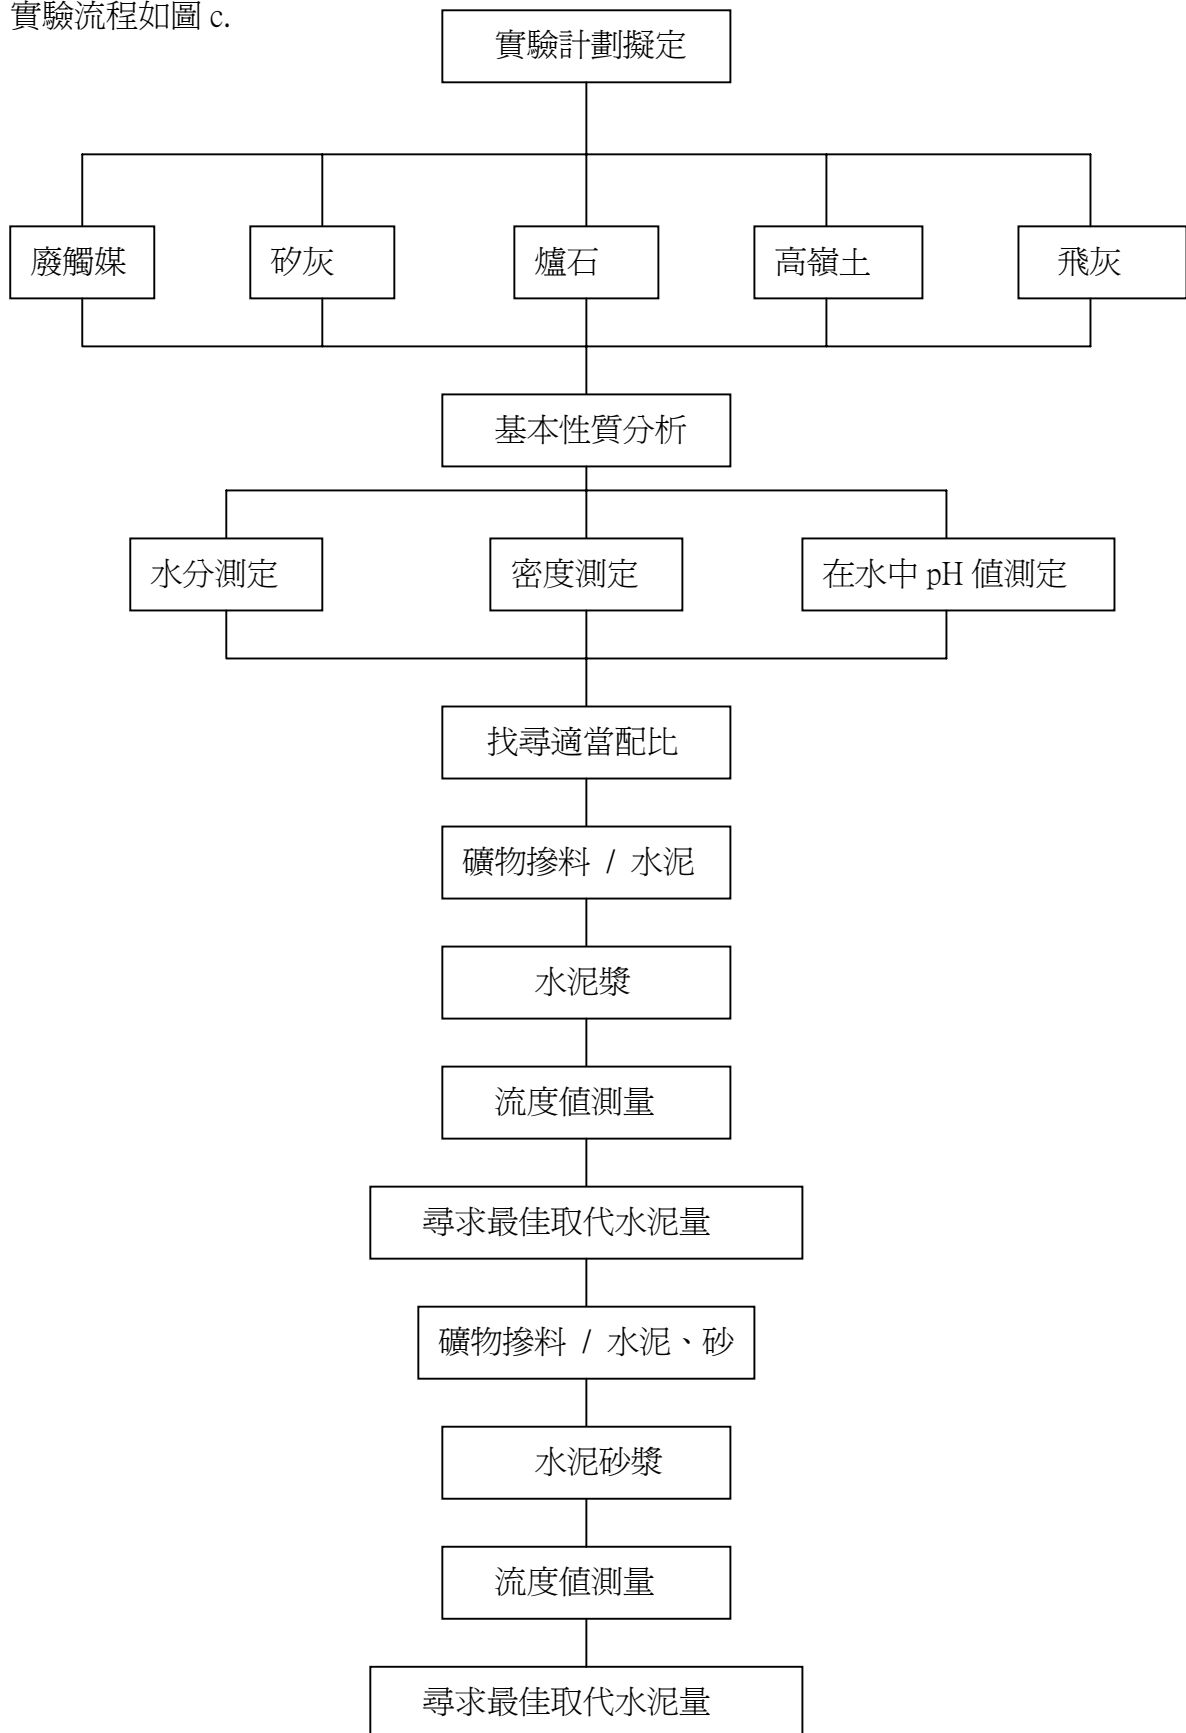 實驗流程如圖 c.
實驗計劃擬定
廢觸媒
矽灰
爐石
高嶺土
飛灰
基本性質分析
水分測定
密度測定
在水中 pH 值測定
找尋適當配比
礦物摻料 / 水泥
水泥漿
流度值測量
尋求最佳取代水泥量
礦物摻料 / 水泥、砂
水泥砂漿
流度值測量
尋求最佳取代水泥量